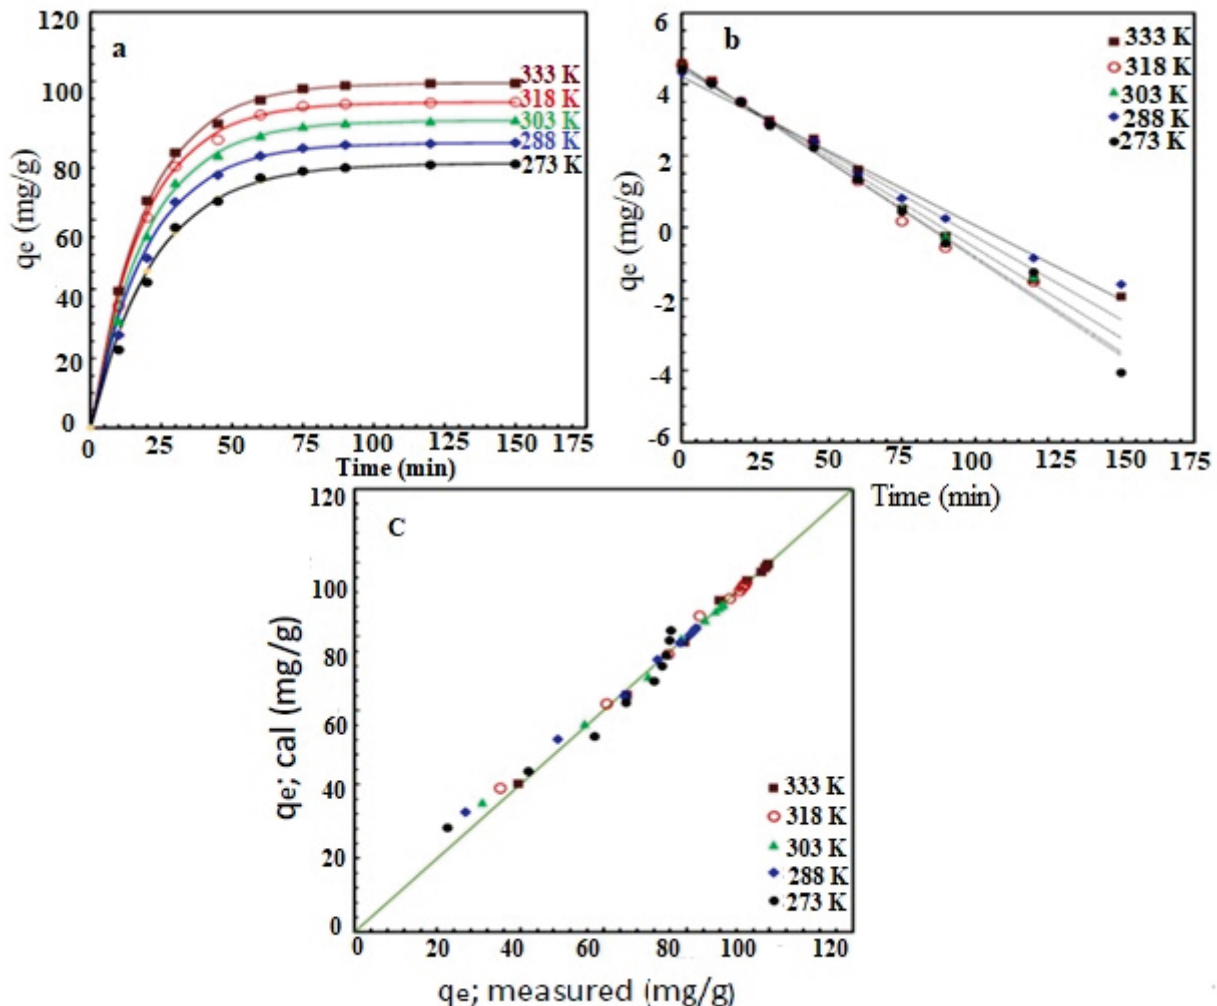 a
120
100
80
60
40
20
0
qe (mg/g)
333 K
318 K
303 K
288 K
273 K
0 25 50 75 100 125 150 175
Time (min)
b
6
4
2
0
-2
-4
-6
qe (mg/g)
333 K
318 K
303 K
288 K
273 K
0 25 50 75 100 125 150 175
Time (min)
C
120
100
80
60
40
20
0
qe; cal (mg/g)
333 K
318 K
303 K
288 K
273 K
0 20 40 60 80 100 120
qe; measured (mg/g)